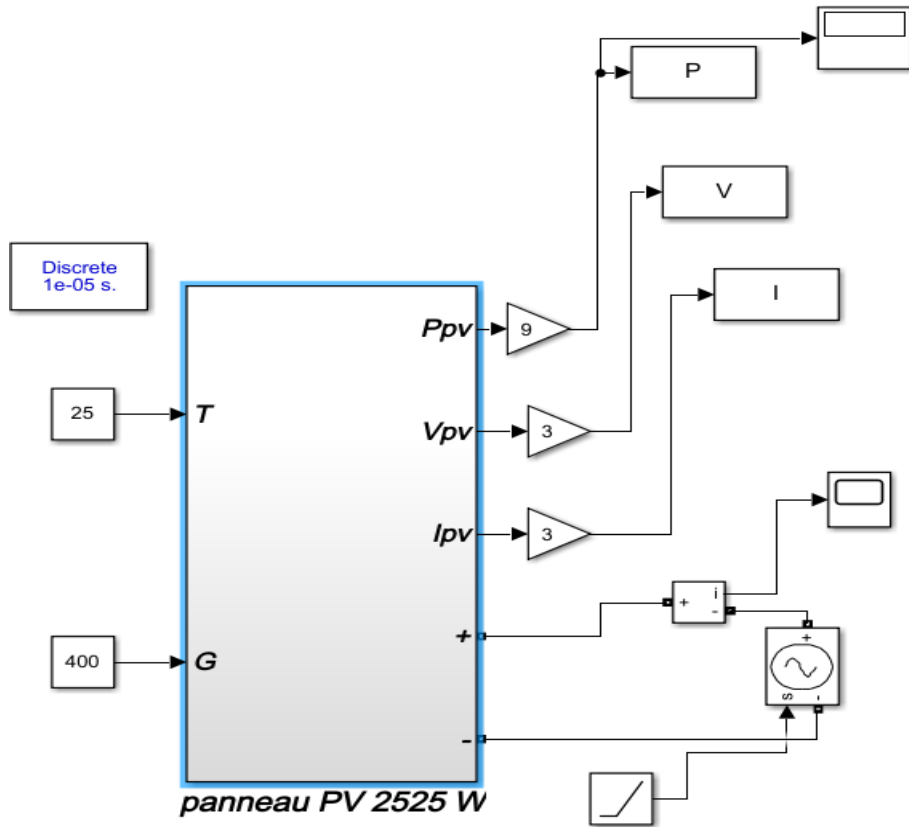 P
V
Discrete
1e-05 s.
I
Ppv
9
25
T
Vpv
3
Ipv
3
i
+
-
+
+
400
G
s
-
-
panneau PV 2525 W